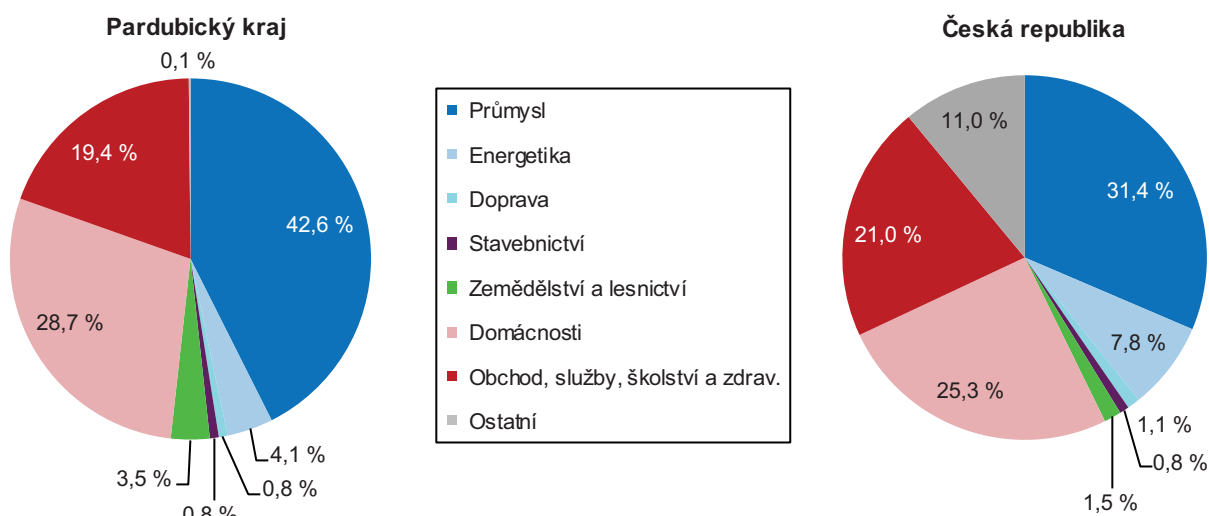 Pardubický kraj
0,1 %
19,4 %
42,6 %
28,7 %
4,1 %
3,5 %
0,8 %
0,8 %
Průmysl
Energetika
Doprava
Stavebnictví
Zemědělství a lesnictví
Domácnosti
Obchod, služby, školství a zdrav.
Ostatní
Česká republika
11,0 %
31,4 %
21,0 %
7,8 %
25,3 %
1,1 %
0,8 %
1,5 %